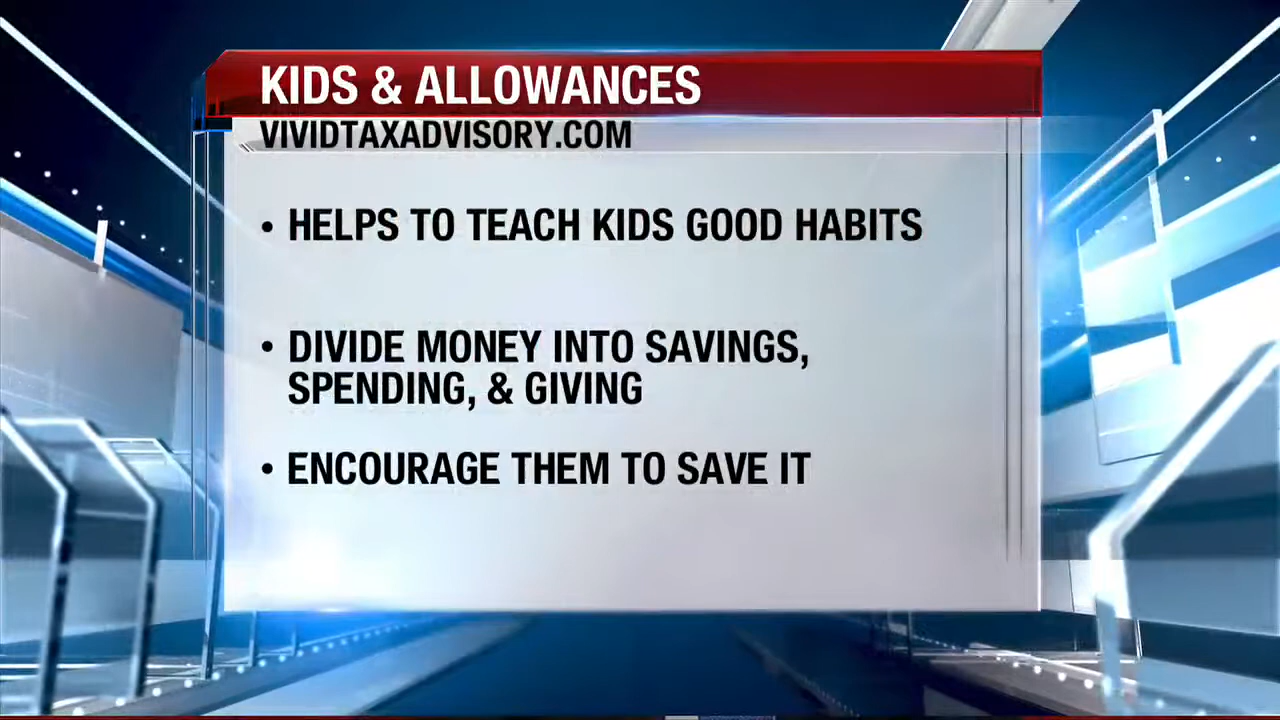 KIDS & ALLOWANCES
VIVIDTAXADVISORY.COM
• HELPS TO TEACH KIDS GOOD HABITS
• DIVIDE MONEY INTO SAVINGS,
SPENDING, & GIVING
• ENCOURAGE THEM TO SAVE IT